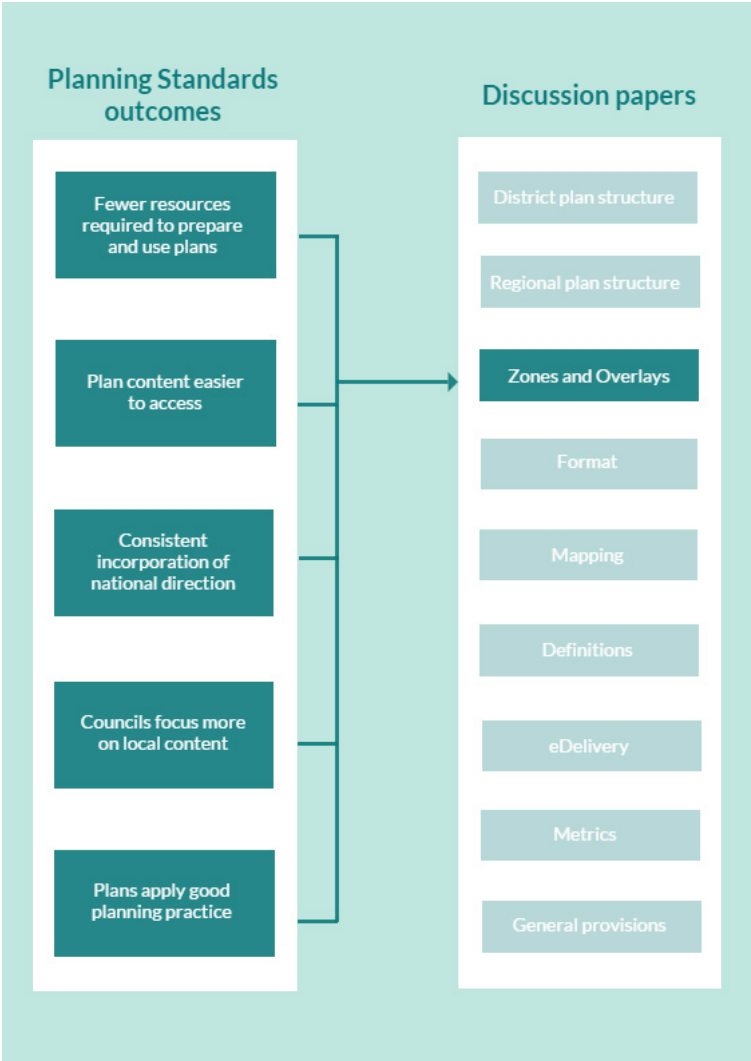 Planning Standards
outcomes
Fewer resources
required to prepare
and use plans
Plan content easier
to access
Consistent
incorporation of
national direction
Councils focus more
on local content
Plans apply good
planning practice
Discussion papers
District plan structure
Regional plan structure
Zones and Overlays
Format
Mapping
Definitions
eDelivery
Metrics
General provisions